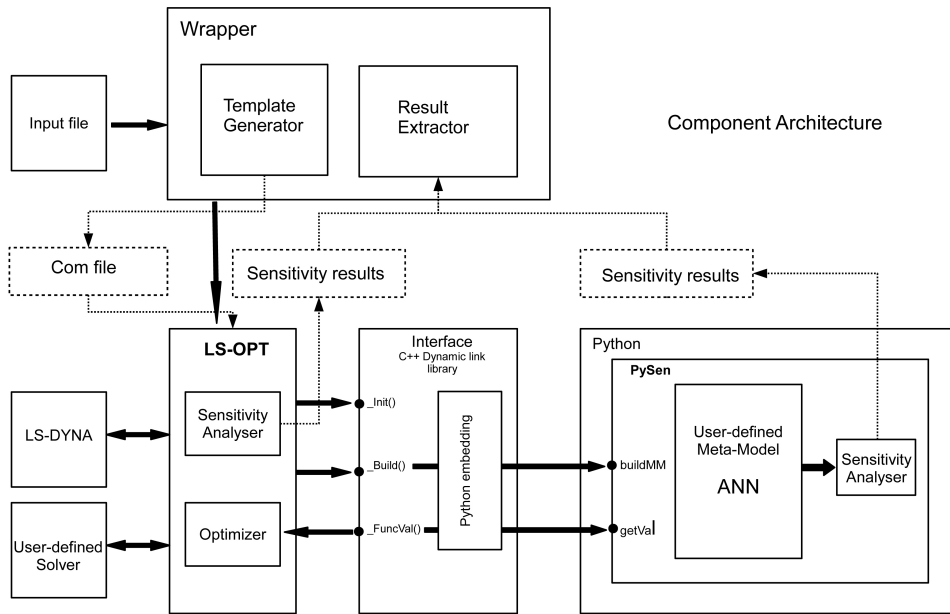 Wrapper
Input file
Template
Generator
Result
Extractor
Component Architecture
Com file
Sensitivity results
Sensitivity results
LS-OPT
Interface
C++ Dynamic link
library
Python
PySen
_Init()
LS-DYNA
Sensitivity
Analyser
Python embedding
User-defined
Meta-Model
ANN
Sensitivity
Analyser
_Build()
buildMM
User-defined
Solver
Optimizer
_FuncVal()
getVal